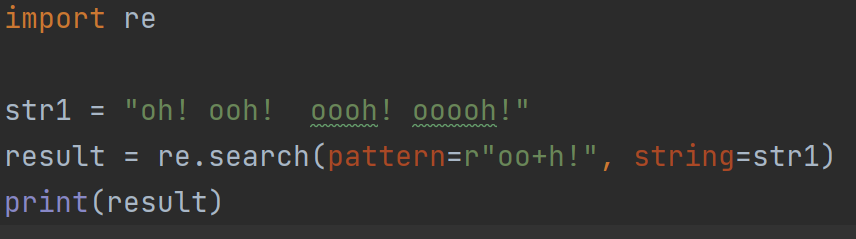 import re
str1 = "oh! ooh!  oooh! ooooh!"
result = re.search(pattern=r"oo+h!", string=str1)
print(result)